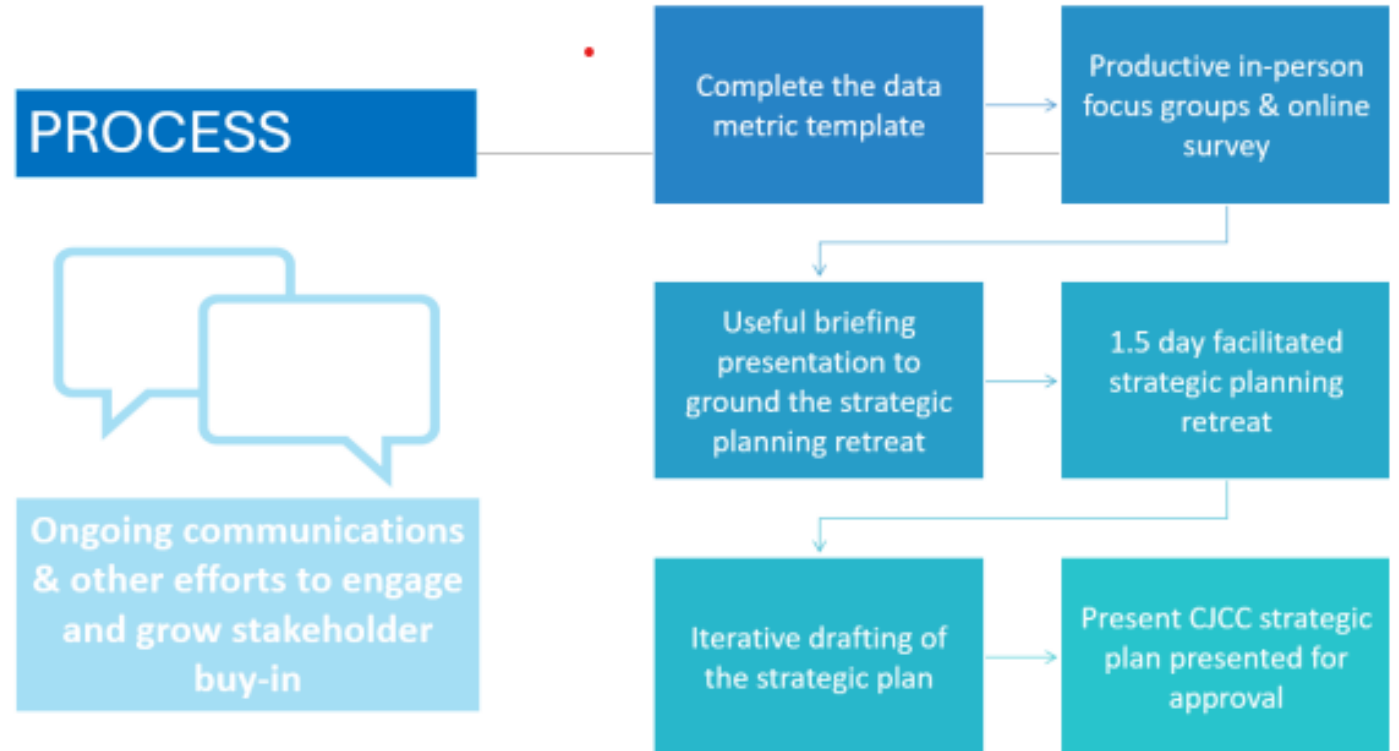 PROCESS
Complete the data
metric template
Productive in-person
focus groups & online
survey
Useful briefing
presentation to
ground the strategic
planning retreat
1.5 day facilitated
strategic planning
retreat
Ongoing communications
& other efforts to engage
and grow stakeholder
buy-in
Iterative drafting of
the strategic plan
Present CJCC strategic
plan presented for
approval